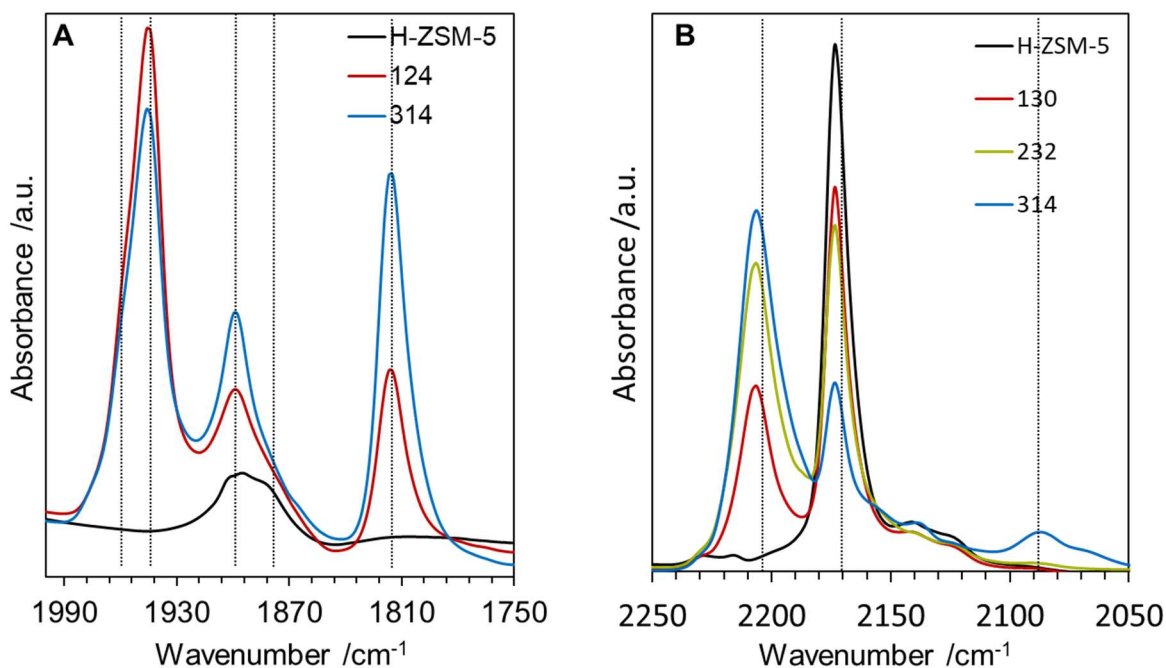 A
H-ZSM-5
124
314
Absorbance /a.u.
1990 1930 1870 1810 1750
Wavenumber /cm-1
B
H-ZSM-5
130
232
314
Absorbance /a.u.
2250 2200 2150 2100 2050
Wavenumber /cm-1